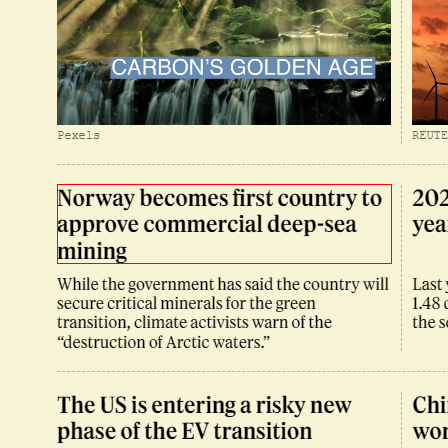 CARBON'S GOLDEN AGE
Pexels
REUTE
Norway becomes first country to
approve commercial deep-sea
mining
202
yea
While the government has said the country will
secure critical minerals for the green
transition, climate activists warn of the
“destruction of Arctic waters.”
Last y
1.48 d
the se
The US is entering a risky new
phase of the EV transition
Chi
wor